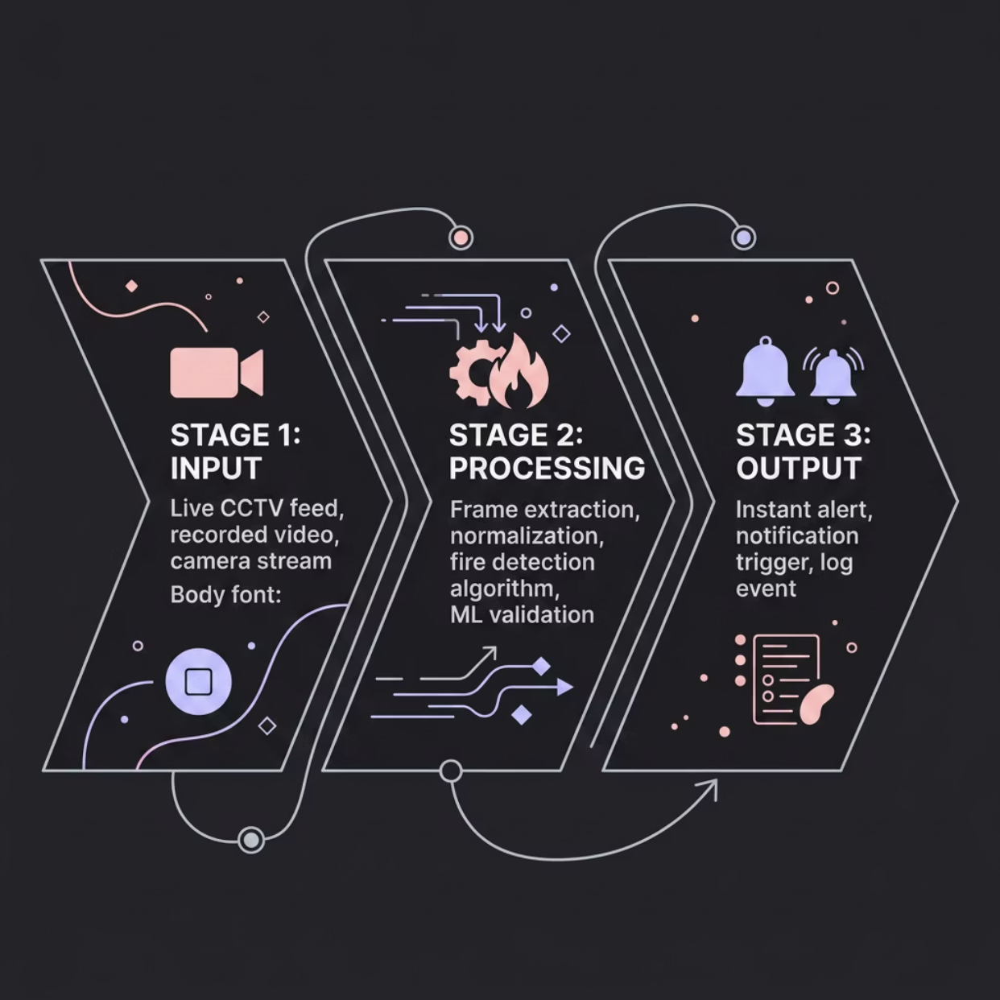 STAGE 1:
INPUT
Live CCTV feed,
recorded video,
camera stream
Body font:
STAGE 2:
PROCESSING
Frame extraction,
normalization,
fire detection
algorithm,
ML validation
STAGE 3:
OUTPUT
Instant alert,
notification
trigger, log
event